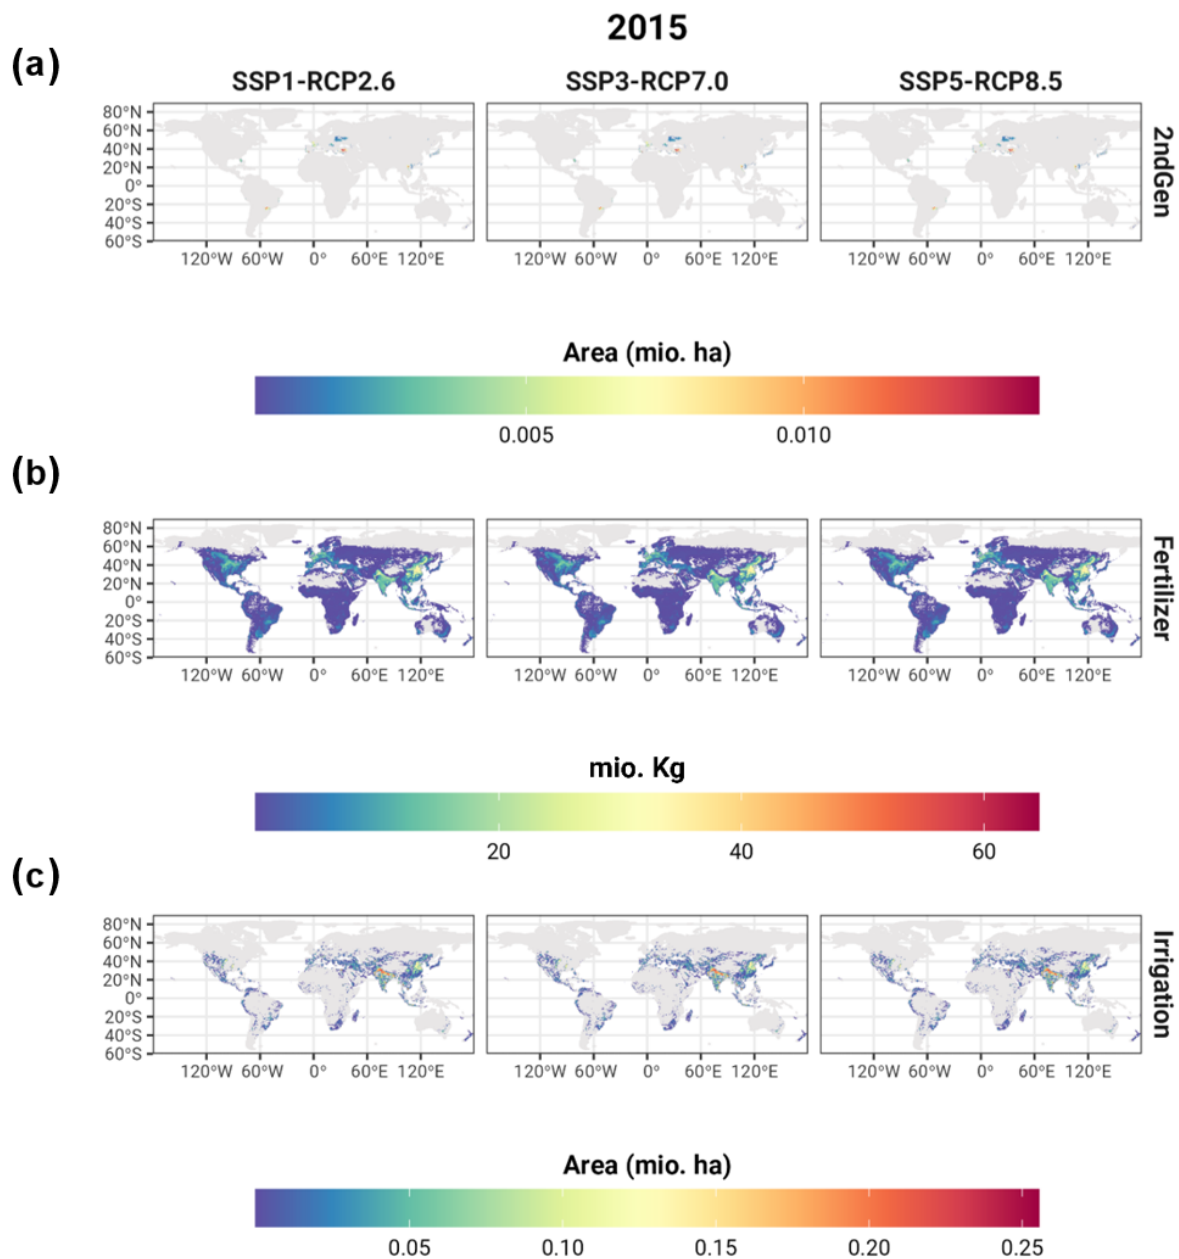 2015
(a)
SSP1-RCP2.6 SSP3-RCP7.0 SSP5-RCP8.5
80°N
60°N
40°N
20°N
0°
20°S
40°S
60°S
2ndGen
120°W 60°W 0° 60°E 120°E 120°W 60°W 0° 60°E 120°E 120°W 60°W 0° 60°E 120°E
Area (mio. ha)
0.005 0.010
(b)
80°N
60°N
40°N
20°N
0°
20°S
40°S
60°S
Fertilizer
120°W 60°W 0° 60°E 120°E 120°W 60°W 0° 60°E 120°E 120°W 60°W 0° 60°E 120°E
mio. Kg
20 40 60
(c)
80°N
60°N
40°N
20°N
0°
20°S
40°S
60°S
Irrigation
120°W 60°W 0° 60°E 120°E 120°W 60°W 0° 60°E 120°E 120°W 60°W 0° 60°E 120°E
Area (mio. ha)
0.05 0.10 0.15 0.20 0.25